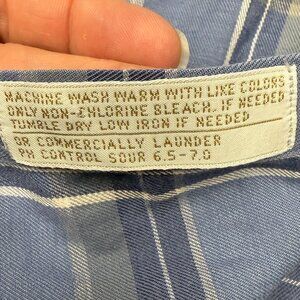 MACHINE WASH WARM WITH LIKE COLORS
ONLY NON-CHLORINE BLEACH. IF NEEDED
TUMBLE DRY LOW IRON IF NEEDED
OR COMMERCIALLY LAUNDER
PH CONTROL SOUR 6.5-7.0